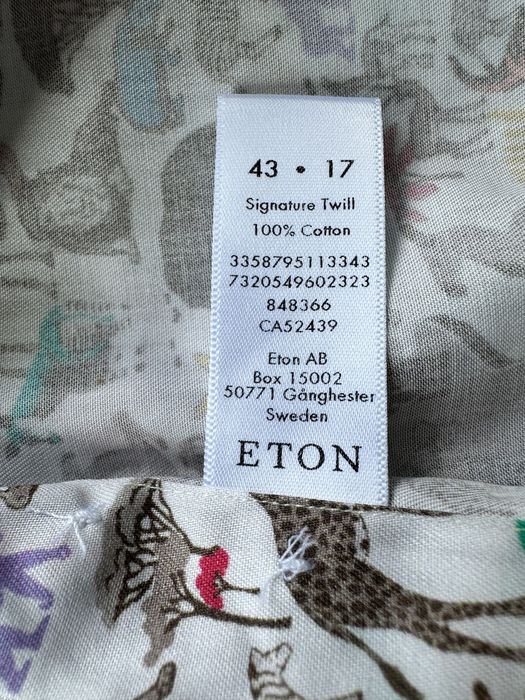 43 • 17
Signature Twill
100% Cotton
3358795113343
7320549602323
848366
CA52439
Eton AB
Box 15002
50771 Gånghester
Sweden
ETON